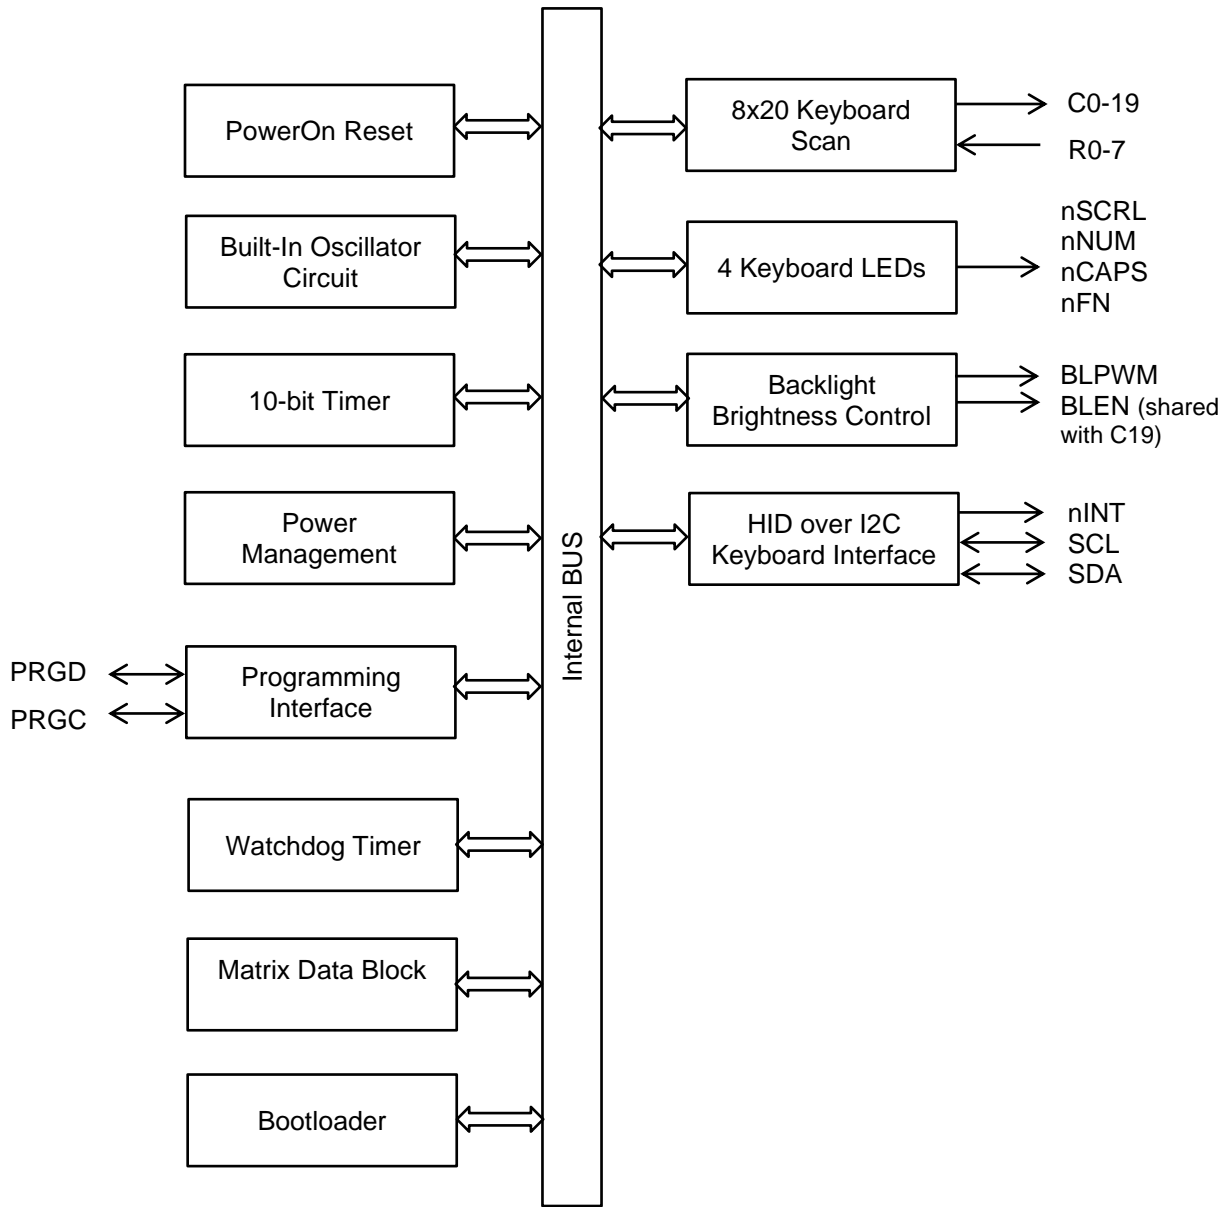 PowerOn Reset
Built-In Oscillator
Circuit
10-bit Timer
Power
Management
PRGD
PRGC
Programming
Interface
Watchdog Timer
Matrix Data Block
Bootloader
Internal BUS
8x20 Keyboard
Scan
C0-19
R0-7
4 Keyboard LEDs
nSCRL
nNUM
nCAPS
nFN
Backlight
Brightness Control
BLPWM
BLEN (shared
with C19)
HID over I2C
Keyboard Interface
nINT
SCL
SDA